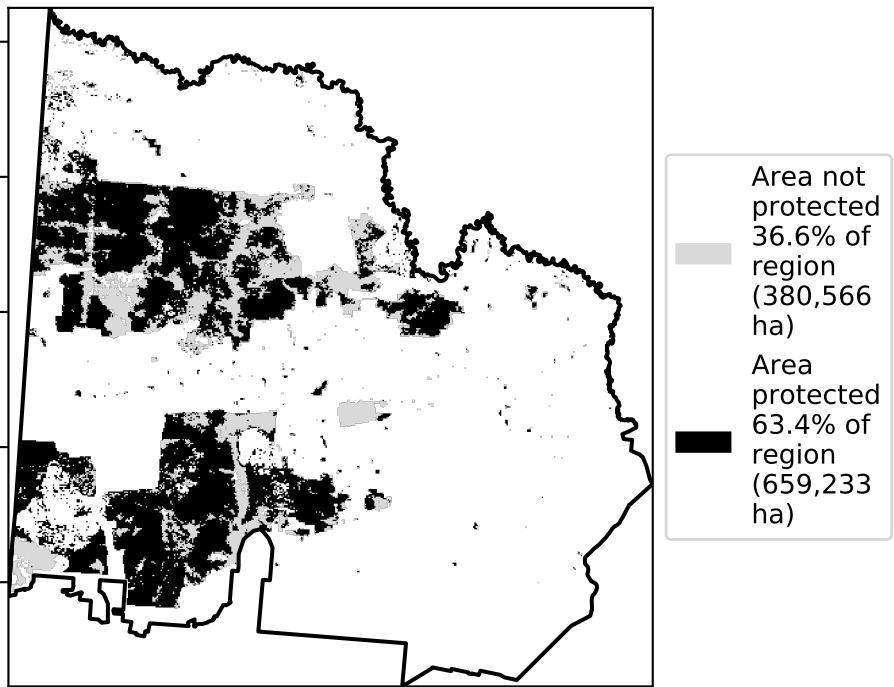 Area not
protected
36.6% of
region
(380,566
ha)
Area
protected
63.4% of
region
(659,233
ha)